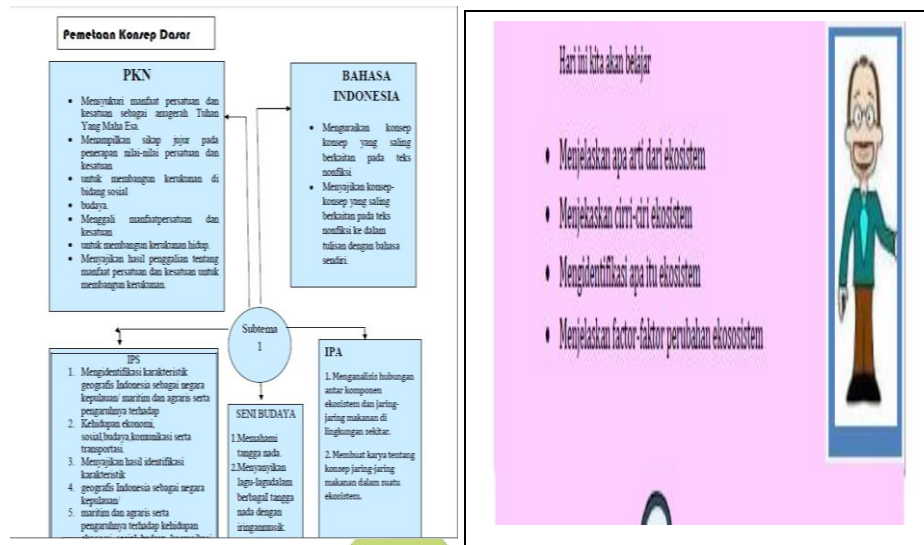 Pemetaan Konsep Dasar
PKN
• Mensyukuri manfaat persatuan dan
kesatuan sebagai anugerah Tuhan
Yang Maha Esa.
• Menampilkan sikap jujur pada
penerapan nilai-nilai persatuan dan
kesatuan
• untuk membangun kerukunan di
bidang sosial
• budaya.
• Menggali manfaatpersatuan dan
kesatuan
• untuk membangun kerukunan hidup.
• Menyajikan hasil penggalian tentang
manfaat persatuan dan kesatuan untuk
membangun kerukunan.
BAHASA
INDONESIA
• Menguraikan konsep
konsep yang saling
berkaitan pada teks
nonfiksi
• Menyajikan konsep-
konsep yang saling
berkaitan pada teks
nonfiksi ke dalam
tulisan dengan bahasa
sendiri.
Subtema
1
IPS
1. Mengidentifikasi karakteristik
geografis Indonesia sebagai negara
kepulauan/ maritim dan agraris serta
pengaruhnya terhadap
2. Kehidupan ekonomi,
sosial,budaya,komunikasi serta
transportasi.
3. Menyajikan hasil identifikasi
karakteristik
4. geografis Indonesia sebagai negara
kepulauan/
5. maritim dan agraris serta
pengaruhnya terhadap kehidupan
SENI BUDAYA
1.Memahami
tangga nada.
2.Menyanyikan
lagu-lagudalam
berbagaI tangga
nada dengan
iringanmusik.
IPA
1. Menganalisis hubungan
antar komponen
ekosistem dan jaring-
jaring makanan di
lingkungan sekitar.
2. Membuat karya tentang
konsep jaring-jaring
makanan dalam suatu
ekosistem.
Hari ini kita akan belajar
• Menjelaskan apa arti dari ekosistem
• Menjekaskan cirri-ciri ekosistem
• Mengidentifikasi apa itu ekosistem
• Menjelaskan factor-faktor perubahan ekososistem